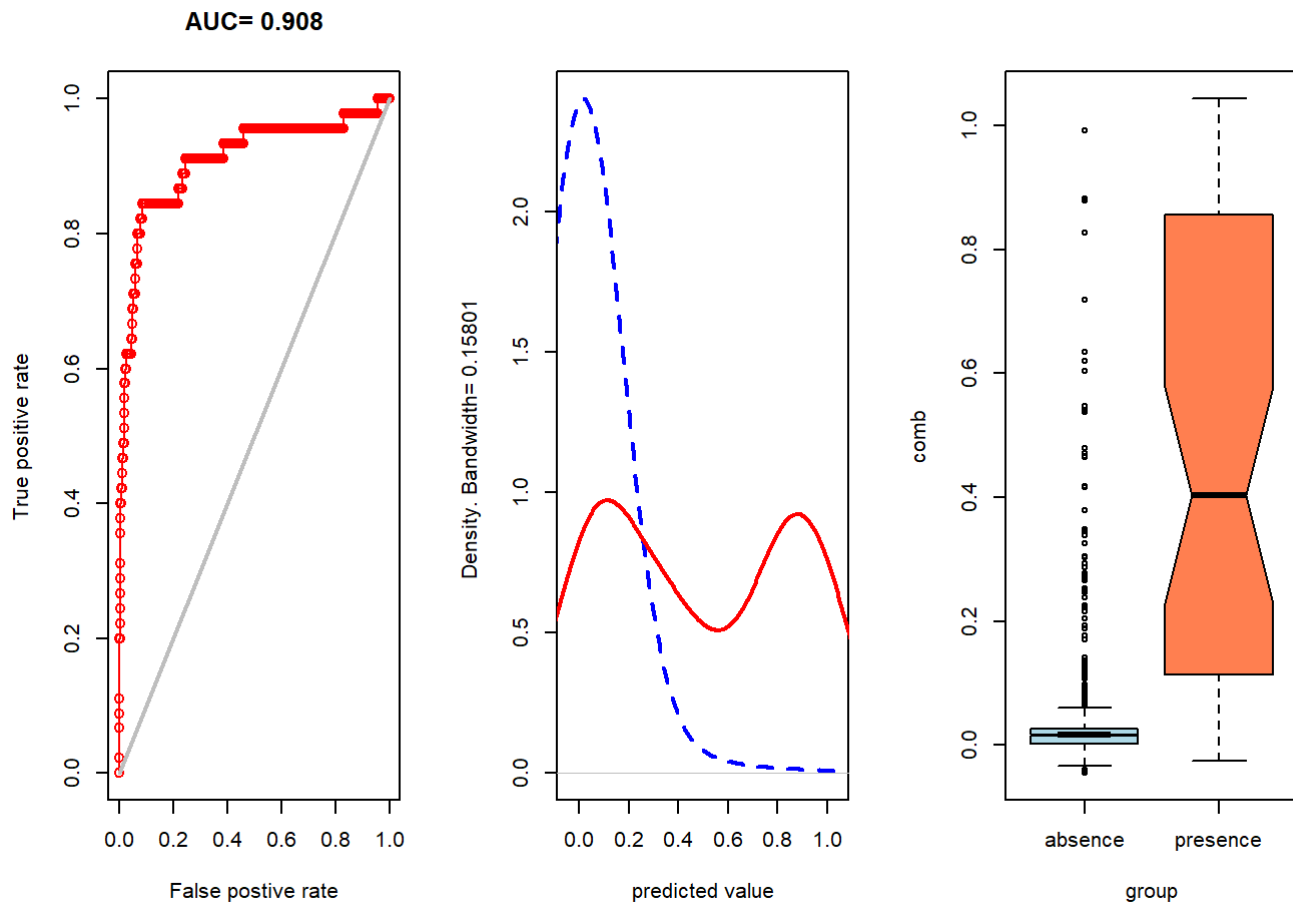 AUC= 0.908
True positive rate
1.0
0.8
0.6
0.4
0.2
0.0
0.0 0.2 0.4 0.6 0.8 1.0
False postive rate
Density. Bandwidth= 0.15801
2.0
1.5
1.0
0.5
0.0
0.0 0.2 0.4 0.6 0.8 1.0
predicted value
comb
1.0
0.8
0.6
0.4
0.2
0.0
absence presence
group